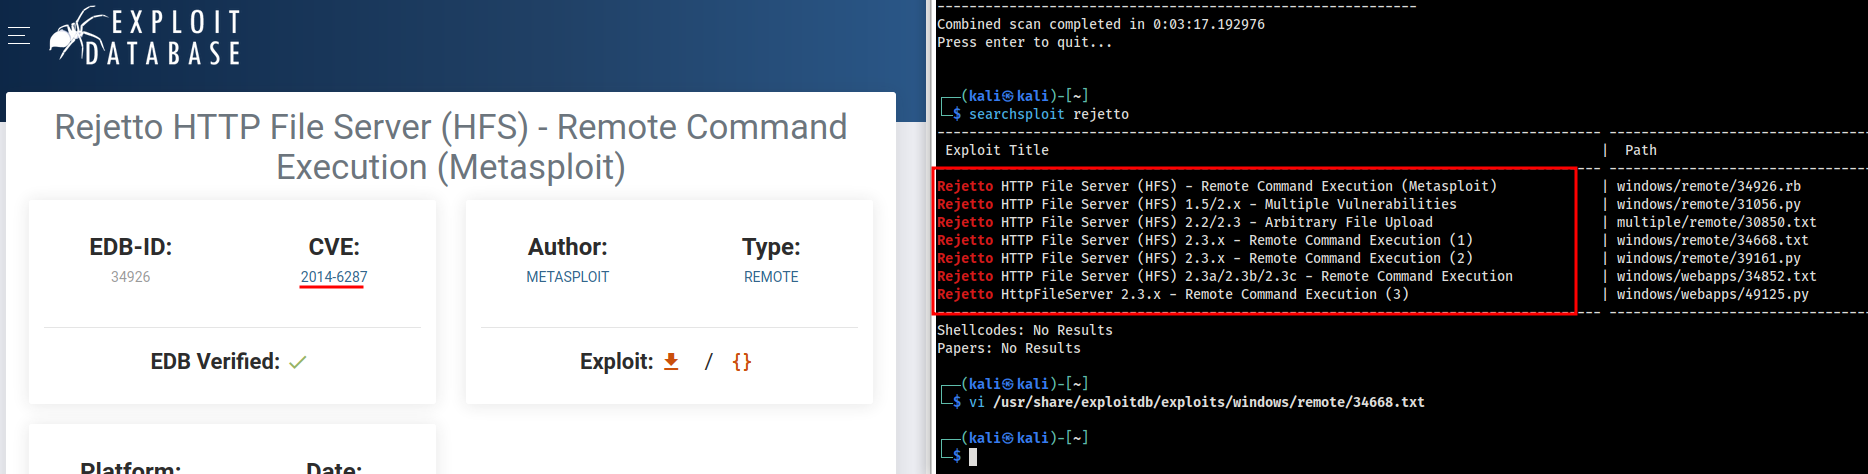 EXPLOIT
DATABASE
Rejetto HTTP File Server (HFS) - Remote Command
Execution (Metasploit)
EDB-ID:
34926
CVE:
2014-6287
Author:
METASPLOIT
Type:
REMOTE
EDB Verified:
Exploit: / {}
Platform:
Date:
Combined scan completed in 0:03:17.192976
Press enter to quit...
(kali㉿kali)-[~]
$ searchsploit rejetto
Exploit Title | Path
Rejetto HTTP File Server (HFS) - Remote Command Execution (Metasploit) | windows/remote/34926.rb
Rejetto HTTP File Server (HFS) 1.5/2.x - Multiple Vulnerabilities | windows/remote/31056.py
Rejetto HTTP File Server (HFS) 2.2/2.3 - Arbitrary File Upload | multiple/remote/30850.txt
Rejetto HTTP File Server (HFS) 2.3.x - Remote Command Execution (1) | windows/remote/34668.txt
Rejetto HTTP File Server (HFS) 2.3.x - Remote Command Execution (2) | windows/remote/39161.py
Rejetto HTTP File Server (HFS) 2.3a/2.3b/2.3c - Remote Command Execution | windows/webapps/34852.txt
Rejetto HttpFileServer 2.3.x - Remote Command Execution (3) | windows/webapps/49125.py
Shellcodes: No Results
Papers: No Results
(kali㉿kali)-[~]
$ vi /usr/share/exploitdb/exploits/windows/remote/34668.txt
(kali㉿kali)-[~]
$